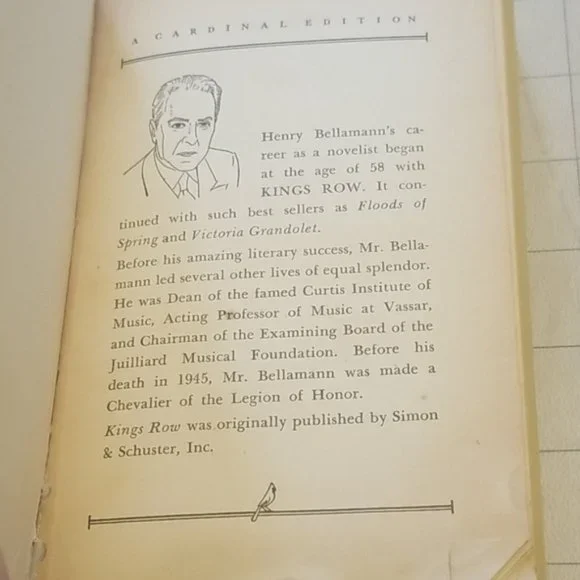 A CARDINAL EDITION
Henry Bellamann's ca-
reer as a novelist began
at the age of 58 with
KINGS ROW. It con-
tinued with such best sellers as Floods of
Spring and Victoria Grandolet.
Before his amazing literary success, Mr. Bella-
mann led several other lives of equal splendor.
He was Dean of the famed Curtis Institute of
Music, Acting Professor of Music at Vassar,
and Chairman of the Examining Board of the
Juilliard Musical Foundation. Before his
death in 1945, Mr. Bellamann was made a
Chevalier of the Legion of Honor.
Kings Row was originally published by Simon
& Schuster, Inc.